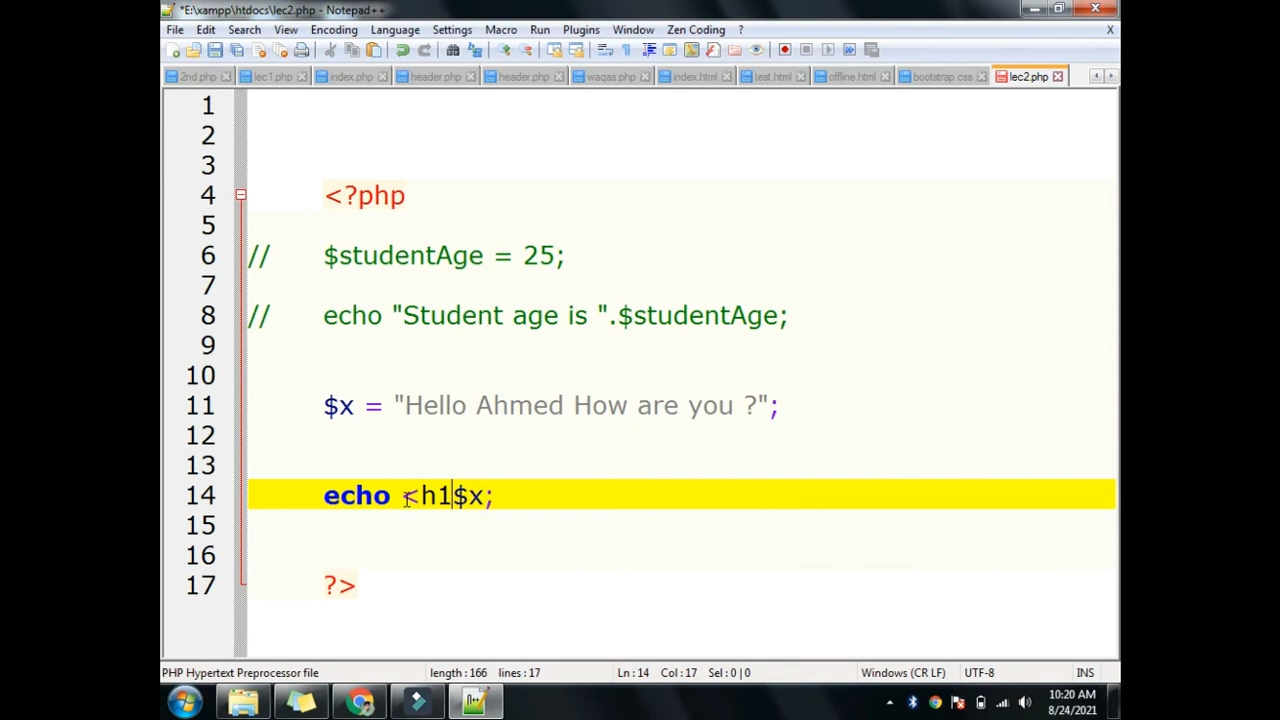 *E:\xampp\htdocs\lec2.php - Notepad++
File Edit Search View Encoding Language Settings Macro Run Plugins Window Zen Coding ? X
2nd.php lec1.php index.php header.php header.php waqas.php index.html test.html offline.html bootstrap.css lec2.php
1
2
3
4 <?php
5
6 // $studentAge = 25;
7
8 // echo "Student age is ".$studentAge;
9
10
11 $x = "Hello Ahmed How are you ?";
12
13
14 echo <h1$x;
15
16
17 ?>
PHP Hypertext Preprocessor file length : 166 lines : 17 Ln : 14 Col : 17 Sel : 0 | 0 Windows (CR LF) UTF-8 INS
10:20 AM
8/24/2021